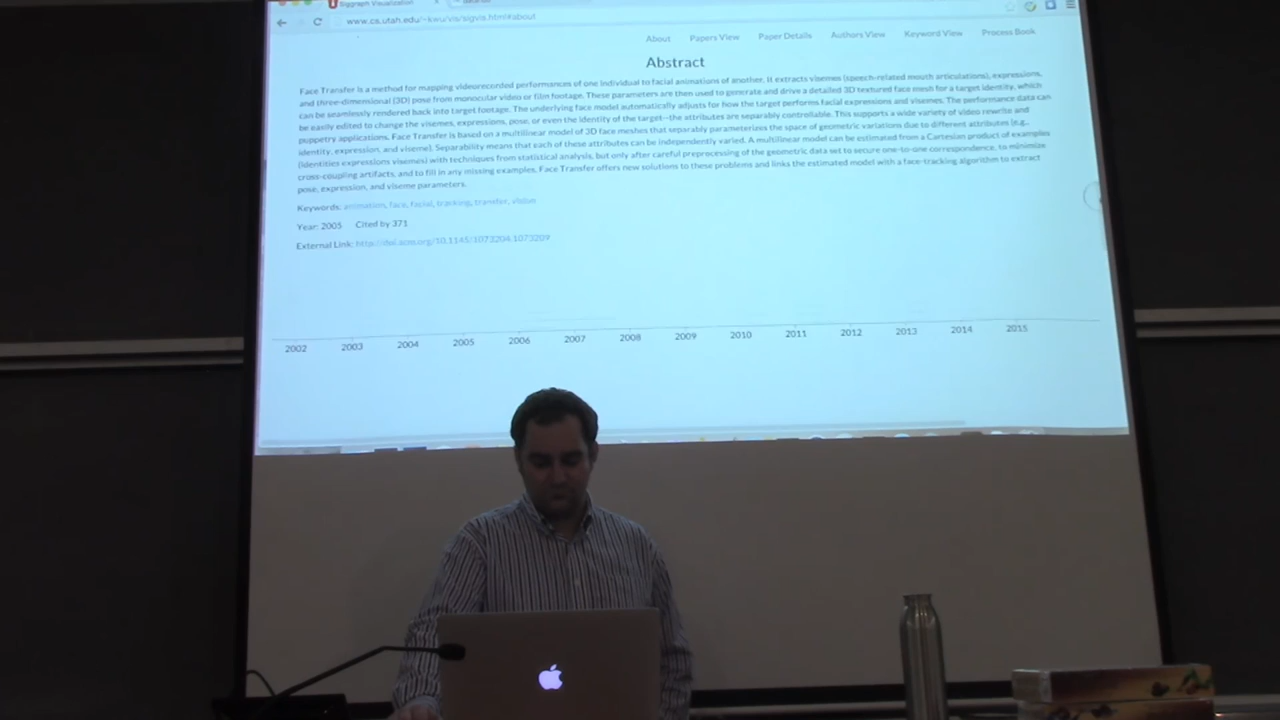 Siggraph Visualization
www.cs.utah.edu/~kwu/vis/sigvis.html#about
About Papers View Paper Details Authors View Keyword View Process Book
Abstract
Face Transfer is a method for mapping videorecorded performances of one individual to facial animations of another. It extracts visemes (speech-related mouth articulations), expressions,
and three-dimensional (3D) pose from monocular video or film footage. These parameters are then used to generate and drive a detailed 3D textured face mesh for a target identity, which
can be seamlessly rendered back into target footage. The underlying face model automatically adjusts for how the target performs facial expressions and visemes. The performance data can
be easily edited to change the visemes, expressions, pose, or even the identity of the target--the attributes are separably controllable. This supports a wide variety of video rewrite and
puppetry applications. Face Transfer is based on a multilinear model of 3D face meshes that separably parameterizes the space of geometric variations due to different attributes (e.g.,
identity, expression, and viseme). Separability means that each of these attributes can be independently varied. A multilinear model can be estimated from a Cartesian product of examples
(identities expressions visemes) with techniques from statistical analysis, but only after careful preprocessing of the geometric data set to secure one-to-one correspondence, to minimize
cross-coupling artifacts, and to fill in any missing examples. Face Transfer offers new solutions to these problems and links the estimated model with a face-tracking algorithm to extract
pose, expression, and viseme parameters.
Keywords: animation, face, facial, tracking, transfer, video
Year: 2005 Cited by 371
External Link: http://doi.acm.org/10.1145/1073204.1073209
2002 2003 2004 2005 2006 2007 2008 2009 2010 2011 2012 2013 2014 2015